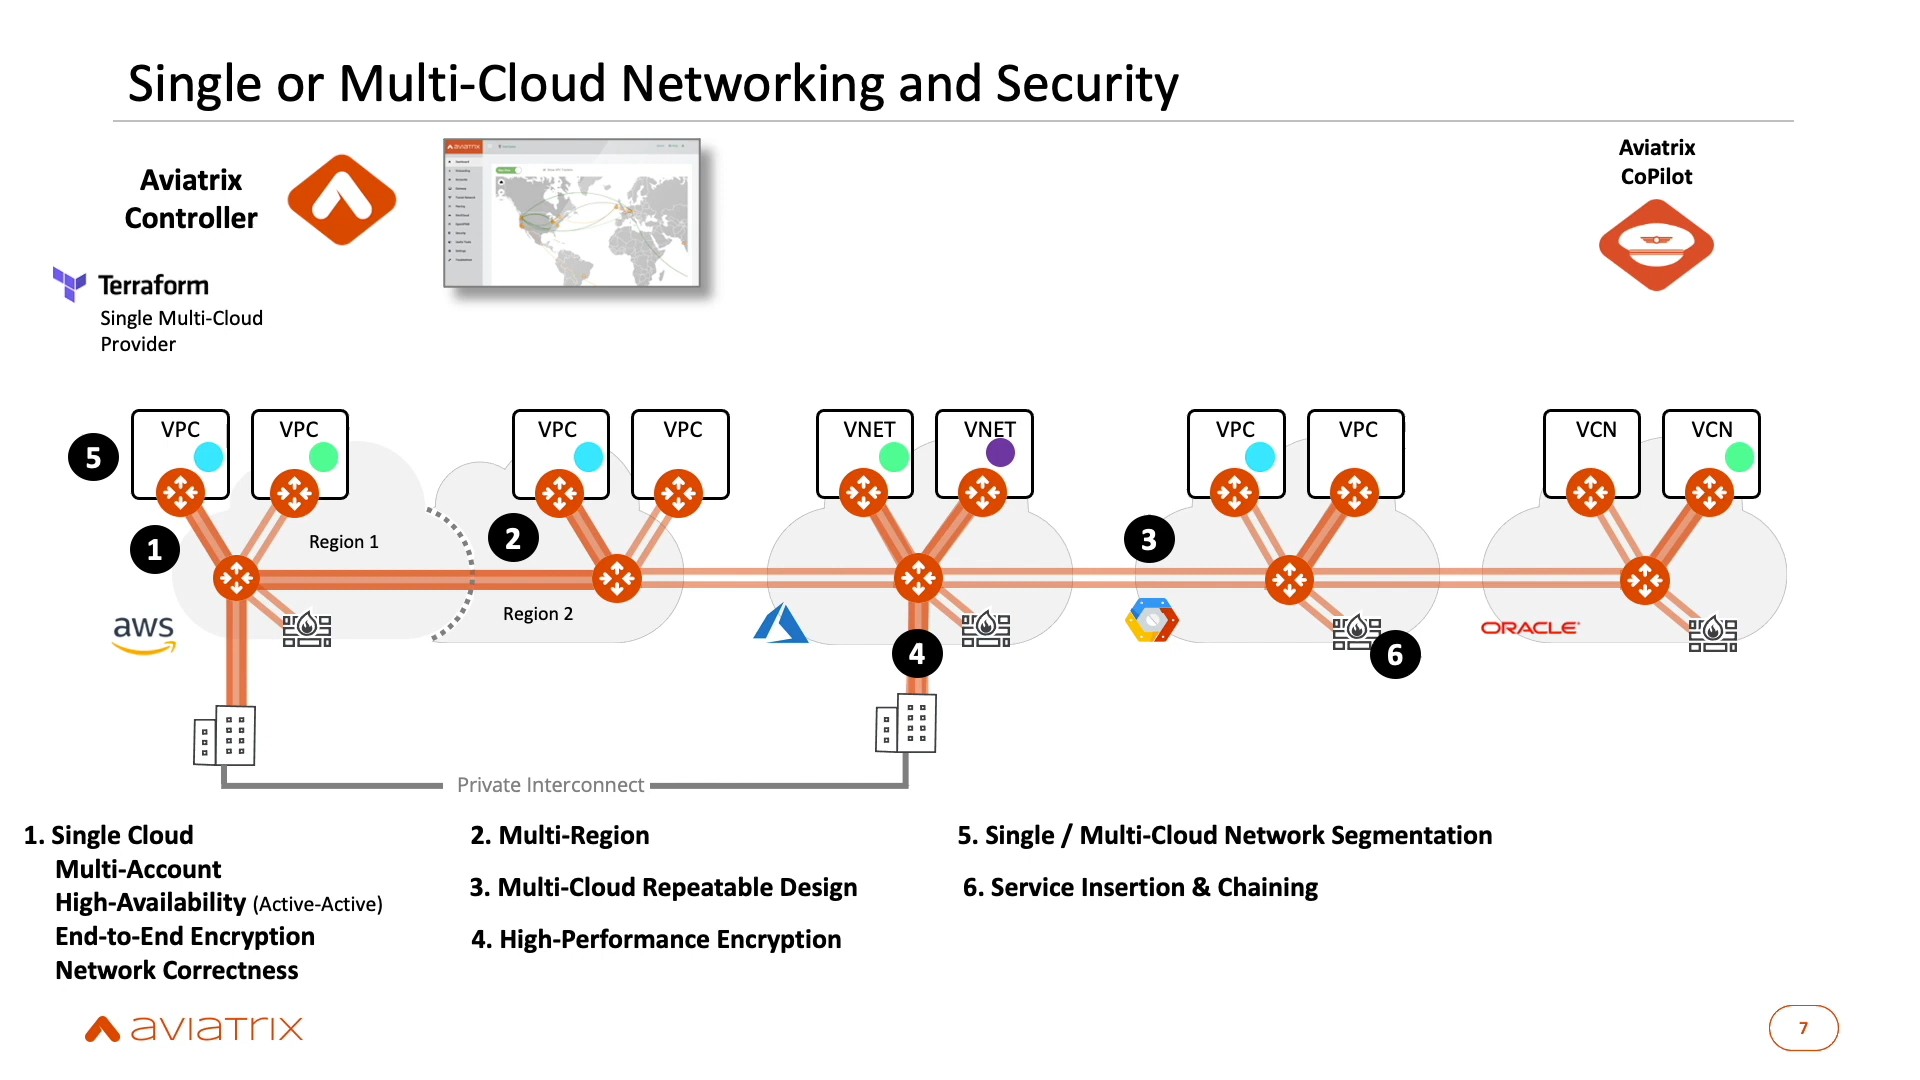 Single or Multi-Cloud Networking and Security
Aviatrix
Controller
Aviatrix
CoPilot
Terraform
Single Multi-Cloud
Provider
VPC
VPC
VPC
VPC
VNET
VNET
VPC
VPC
VCN
VCN
5
1
Region 1
2
Region 2
3
4
6
aws
ORACLE
Private Interconnect
1. Single Cloud
Multi-Account
High-Availability (Active-Active)
End-to-End Encryption
Network Correctness
2. Multi-Region
3. Multi-Cloud Repeatable Design
4. High-Performance Encryption
5. Single / Multi-Cloud Network Segmentation
6. Service Insertion & Chaining
aviatrix
7